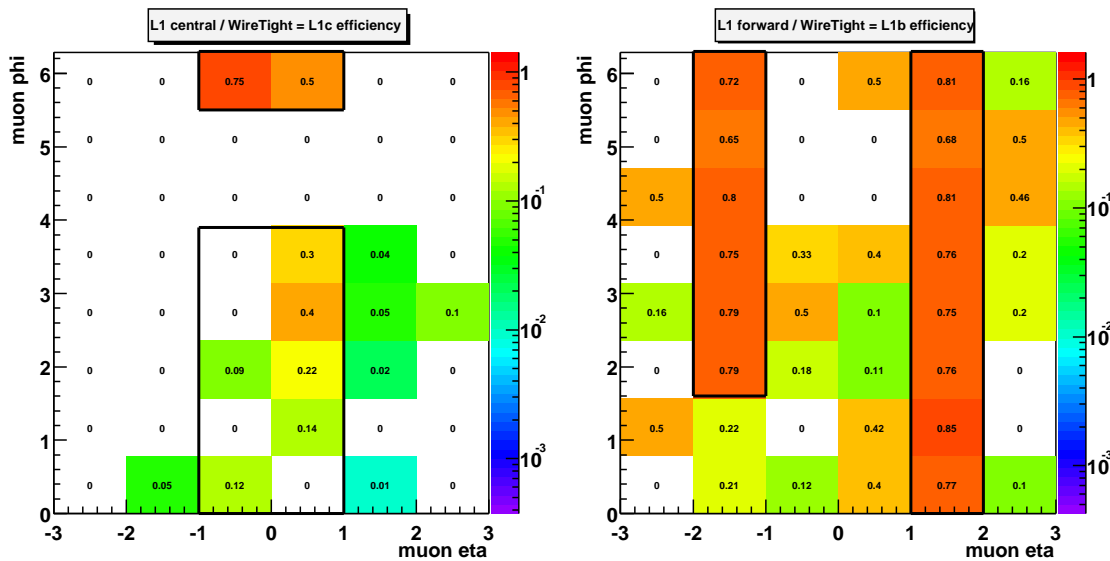 L1 central / WireTight = L1c efficiency
muon phi
6
5
4
3
2
1
0
0 0 0.75 0.5 0 0
0 0 0 0 0 0
0 0 0 0 0 0
0 0 0 0.3 0.04 0
0 0 0 0.4 0.05 0.1
0 0 0.09 0.22 0.02 0
0 0 0 0.14 0 0
0 0.05 0.12 0 0.01 0
-3 -2 -1 0 1 2 3
muon eta
1
10-1
10-2
10-3
L1 forward / WireTight = L1b efficiency
muon phi
6
5
4
3
2
1
0
0 0.72 0 0.5 0.81 0.16
0 0.65 0 0 0.68 0.5
0.5 0.8 0 0 0.81 0.46
0 0.75 0.33 0.4 0.76 0.2
0.16 0.79 0.5 0.1 0.75 0.2
0 0.79 0.18 0.11 0.76 0
0.5 0.22 0 0.42 0.85 0
0 0.21 0.12 0.4 0.77 0.1
-3 -2 -1 0 1 2 3
muon eta
1
10-1
10-2
10-3